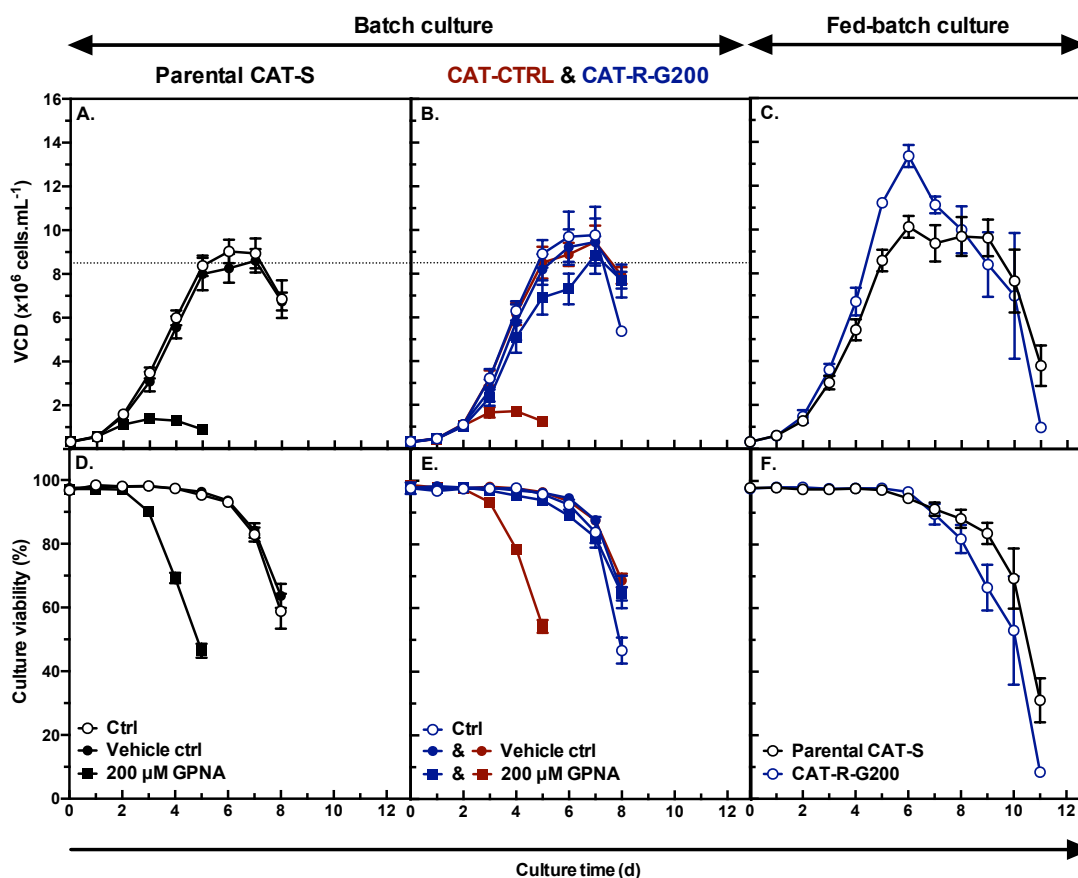 Batch culture
Fed-batch culture
Parental CAT-S
CAT-CTRL & CAT-R-G200
A.
B.
C.
16
14
12
10
8
6
4
2
VCD (x10⁶ cells.mL⁻¹)
D.
E.
F.
100
80
60
40
20
0
Culture viability (%)
Ctrl
Vehicle ctrl
200 µM GPNA
Ctrl
& Vehicle ctrl
& 200 µM GPNA
Parental CAT-S
CAT-R-G200
0 2 4 6 8 10 12
0 2 4 6 8 10 12
0 2 4 6 8 10 12
Culture time (d)